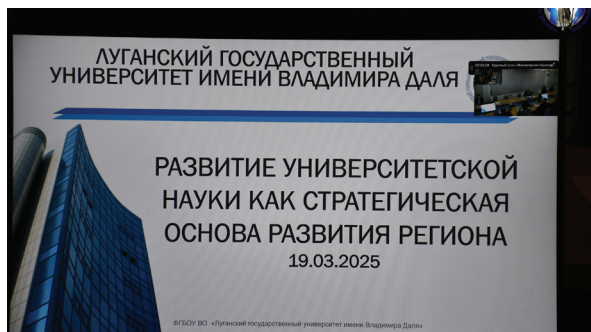 ЛУГАНСКИЙ ГОСУДАРСТВЕННЫЙ
УНИВЕРСИТЕТ ИМЕНИ ВЛАДИМИРА ДАЛЯ
РАЗВИТИЕ УНИВЕРСИТЕТСКОЙ
НАУКИ КАК СТРАТЕГИЧЕСКАЯ
ОСНОВА РАЗВИТИЯ РЕГИОНА
19.03.2025
ФГБОУ ВО «Луганский государственный университет имени Владимира Даля»